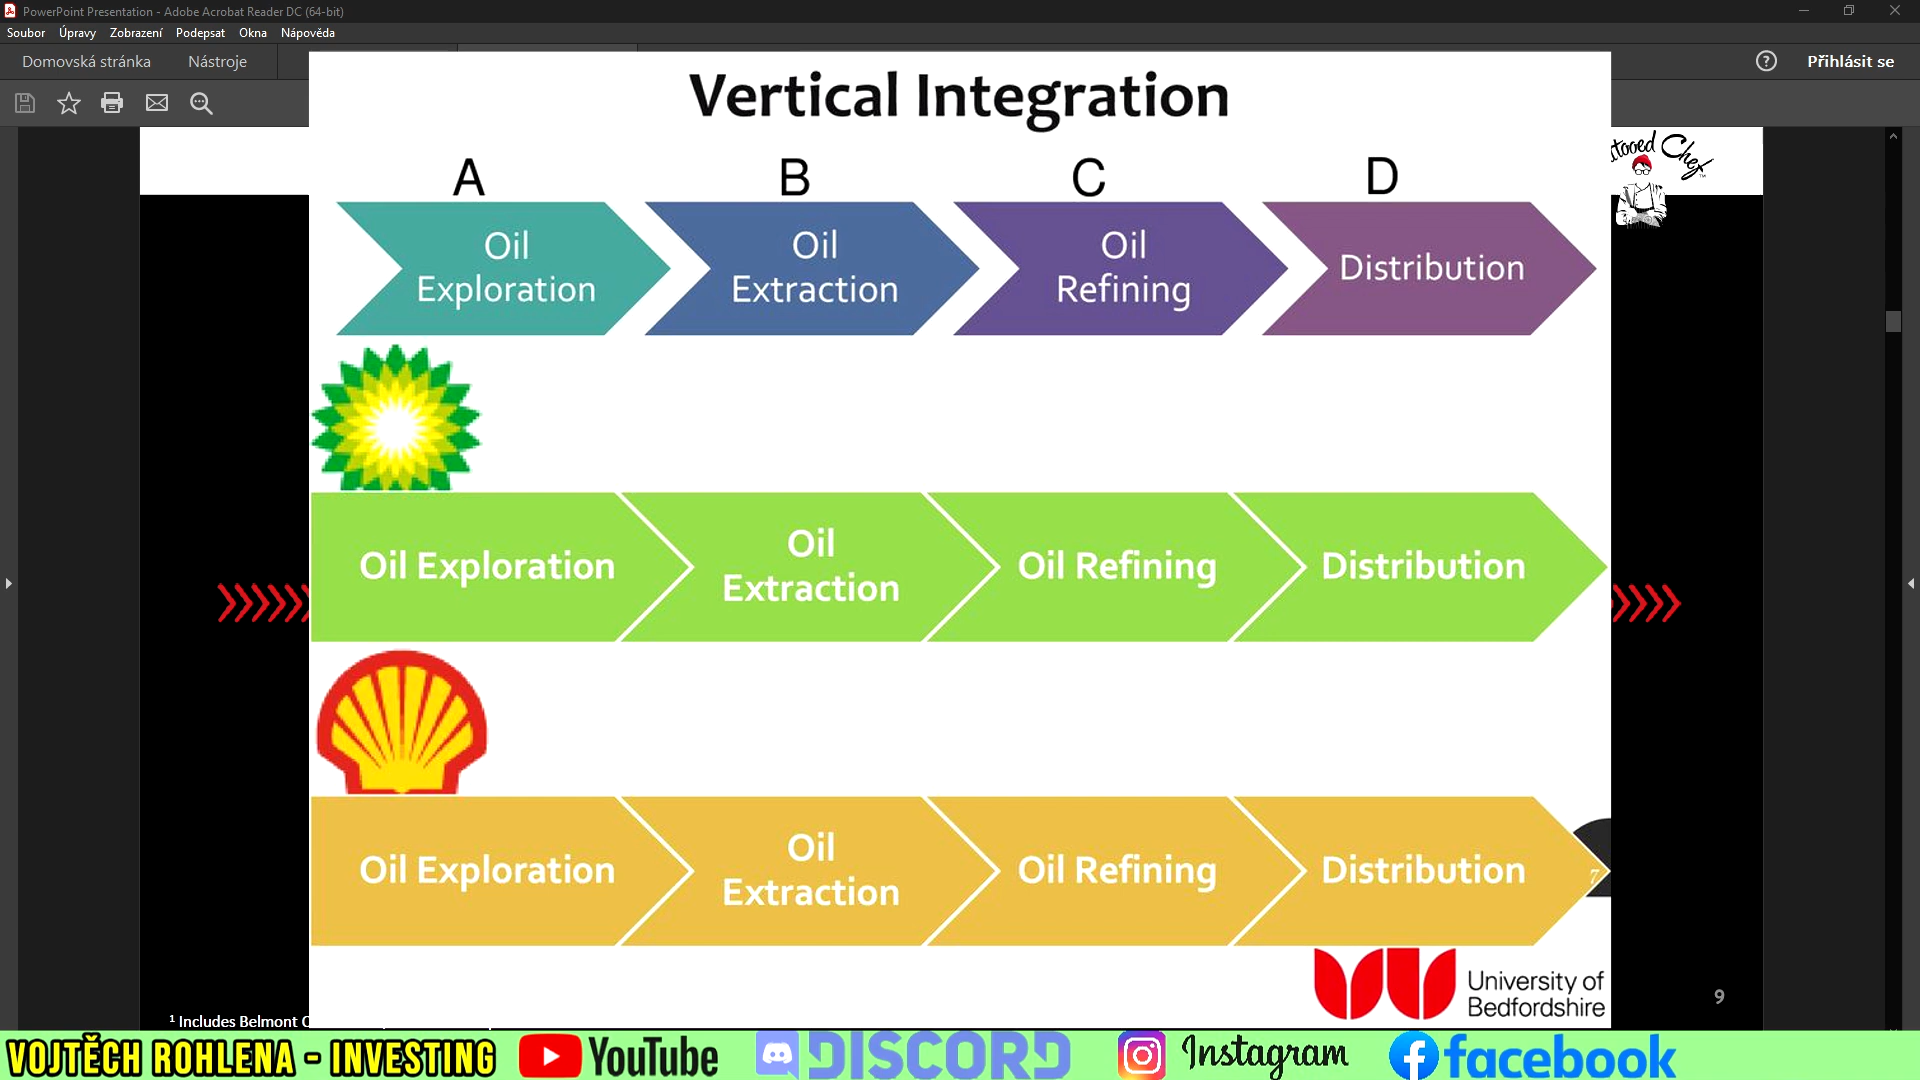 PowerPoint Presentation - Adobe Acrobat Reader DC (64-bit)
Soubor Úpravy Zobrazení Podepsat Okna Nápověda
Domovská stránka Nástroje
Přihlásit se
Vertical Integration
A B C D
Oil
Exploration
Oil
Extraction
Oil
Refining
Distribution
Chef
Oil Exploration
Oil
Extraction
Oil Refining
Distribution
Oil Exploration
Oil
Extraction
Oil Refining
Distribution
7
University of
Bedfordshire
9
¹ Includes Belmont
VOJTĚCH ROHLENA - INVESTING YouTube DISCORD Instagram facebook